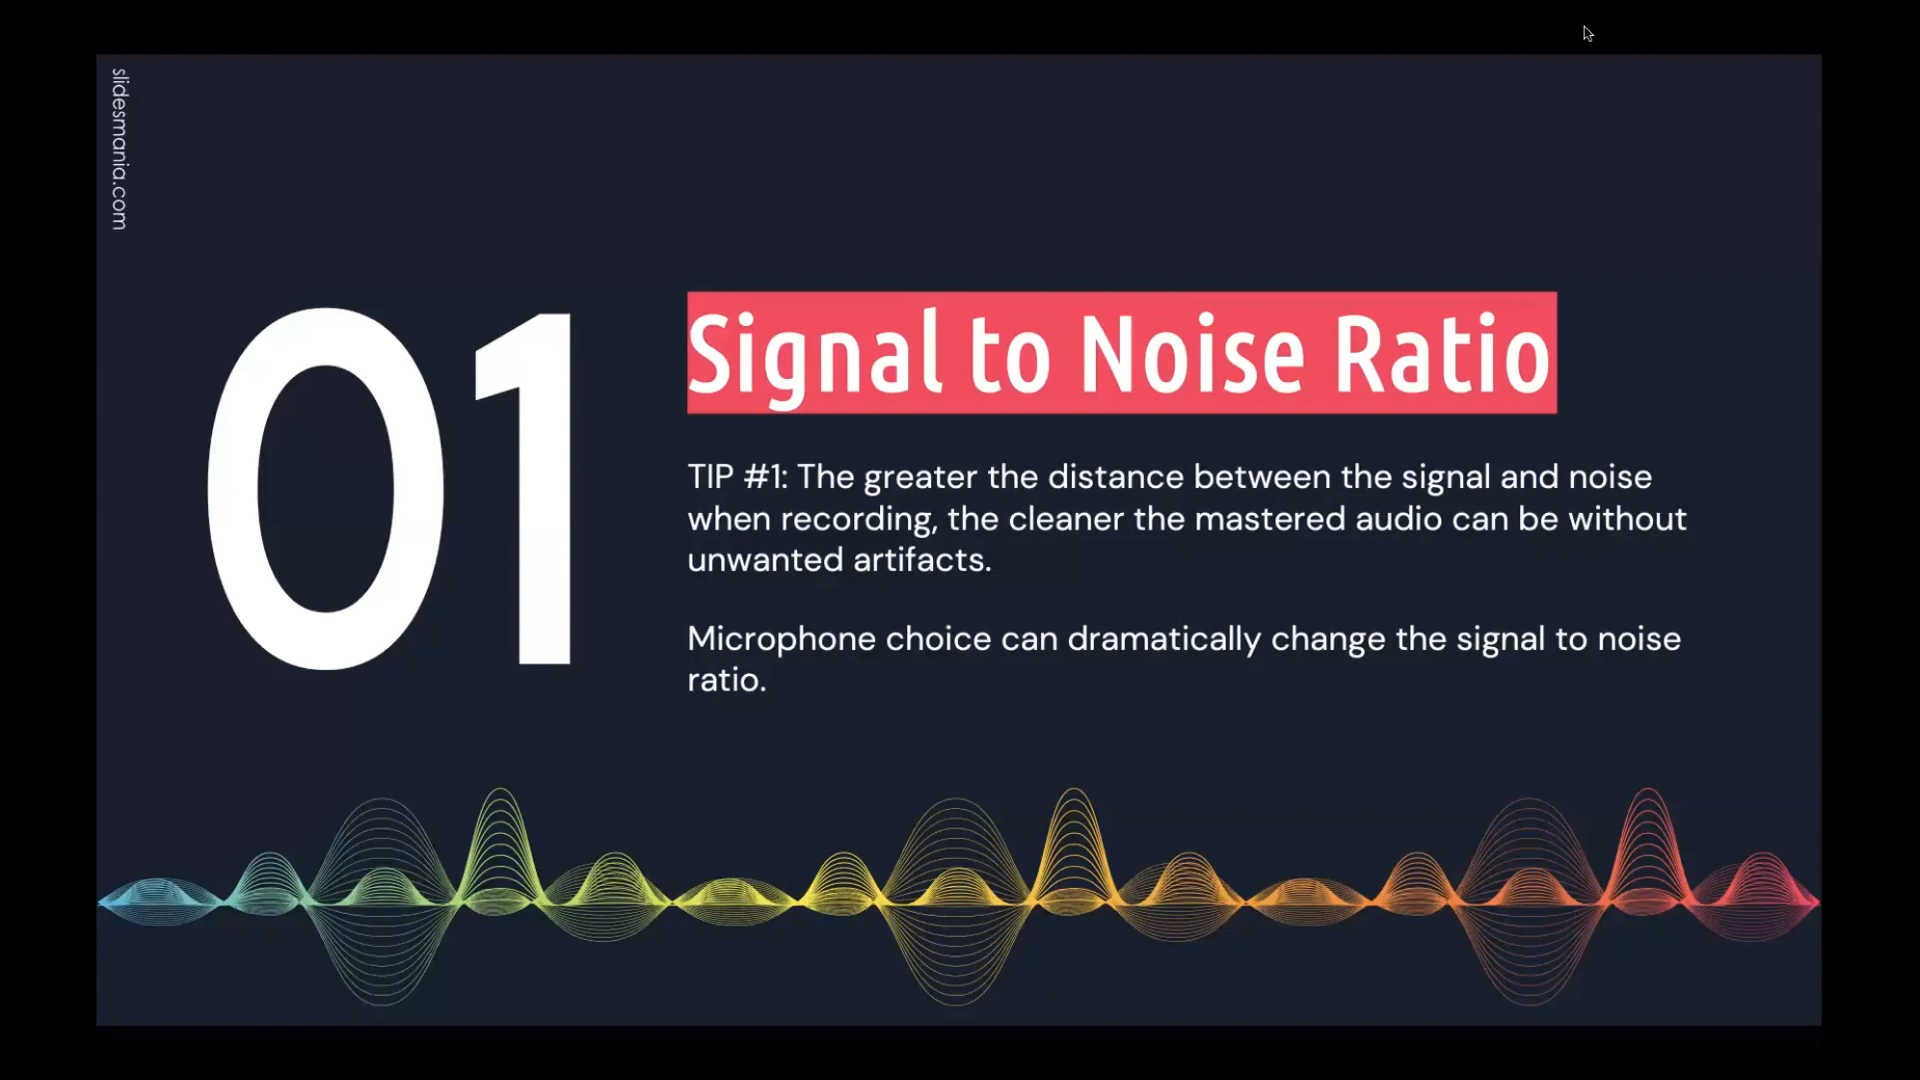 slidesmania.com
01
Signal to Noise Ratio
TIP #1: The greater the distance between the signal and noise
when recording, the cleaner the mastered audio can be without
unwanted artifacts.
Microphone choice can dramatically change the signal to noise
ratio.